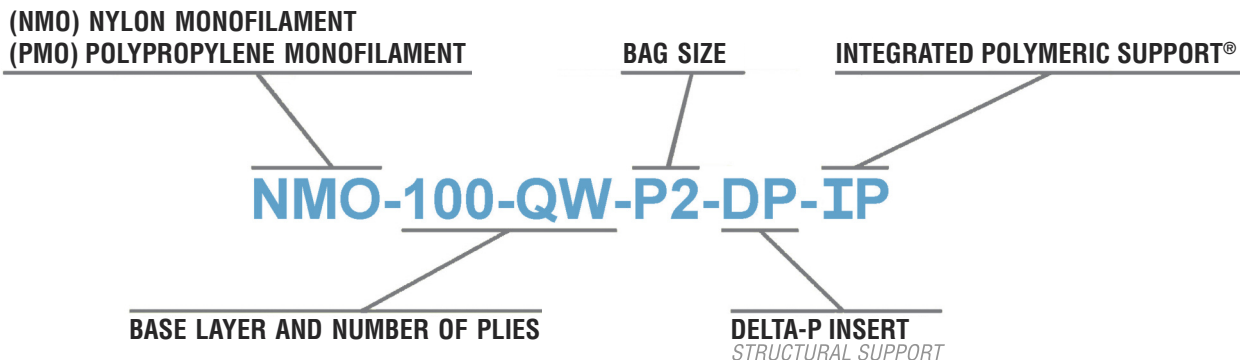 (NMO) NYLON MONOFILAMENT
(PMO) POLYPROPYLENE MONOFILAMENT
BAG SIZE
INTEGRATED POLYMERIC SUPPORT®
NMO-100-QW-P2-DP-IP
BASE LAYER AND NUMBER OF PLIES
DELTA-P INSERT
STRUCTURAL SUPPORT